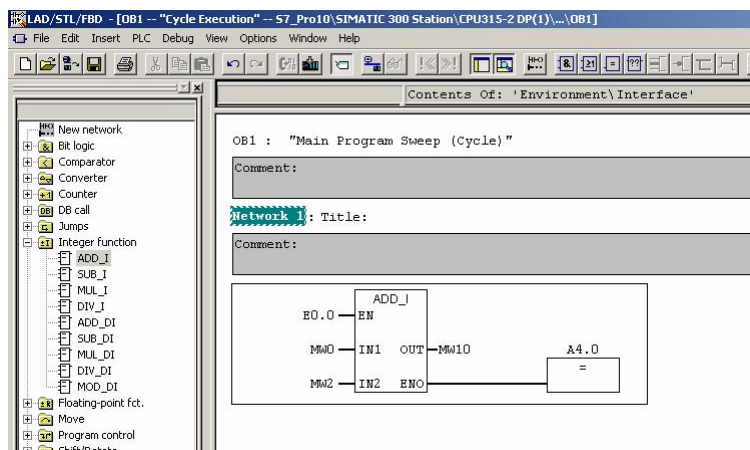 LAD/STL/FBD - [OB1 -- "Cycle Execution" -- S7_Pro10\SIMATIC 300 Station\CPU315-2 DP(1)\...\OB1]
File Edit Insert PLC Debug View Options Window Help
Contents Of: 'Environment\Interface'
New network
Bit logic
Comparator
Converter
Counter
DB call
Jumps
Integer function
ADD_I
SUB_I
MUL_I
DIV_I
ADD_DI
SUB_DI
MUL_DI
DIV_DI
MOD_DI
Floating-point fct.
Move
Program control
Shift/Rotate
OB1 : "Main Program Sweep (Cycle)"
Comment:
Network 1: Title:
Comment:
ADD_I
E0.0 EN
MW0 IN1 OUT MW10 A4.0
=
MW2 IN2 ENO